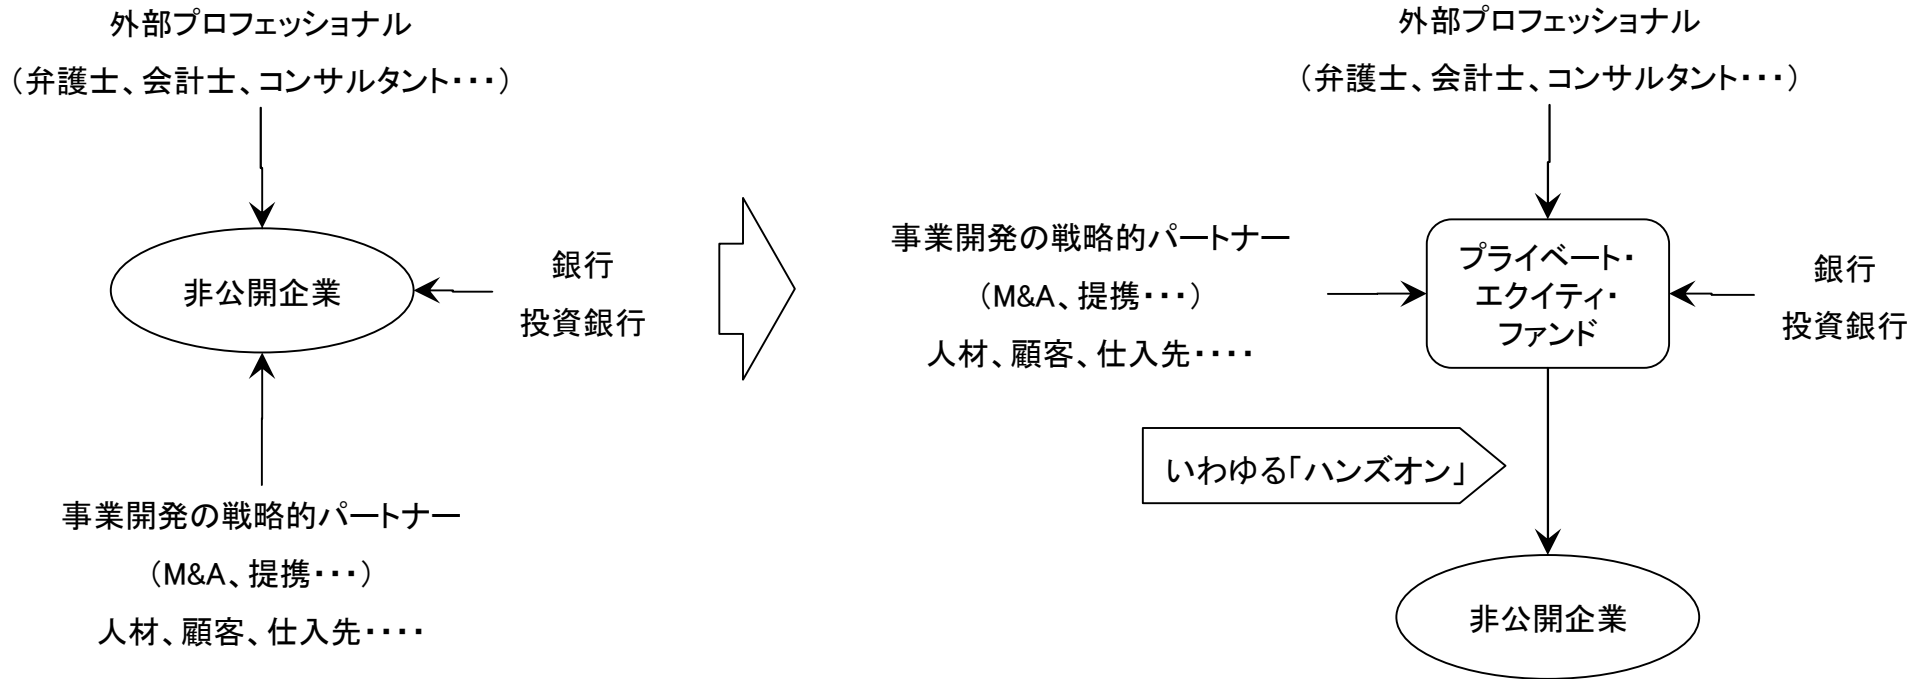 外部プロフェッショナル
（弁護士、会計士、コンサルタント･･･）
非公開企業
銀行
投資銀行
事業開発の戦略的パートナー
（M&A、提携･･･）
人材、顧客、仕入先････
外部プロフェッショナル
（弁護士、会計士、コンサルタント･･･）
事業開発の戦略的パートナー
（M&A、提携･･･）
人材、顧客、仕入先････
プライベート・
エクイティ・
ファンド
銀行
投資銀行
いわゆる「ハンズオン」
非公開企業